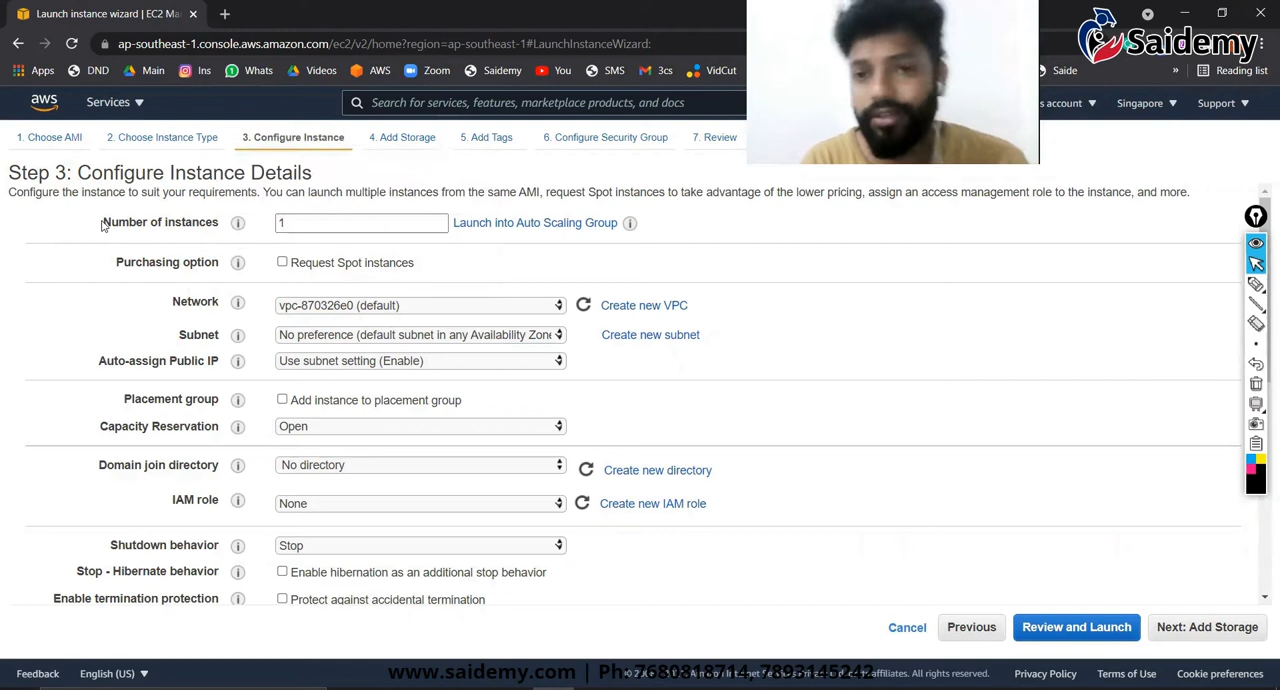 Launch instance wizard | EC2 Ma
ap-southeast-1.console.aws.amazon.com/ec2/v2/home?region=ap-southeast-1#LaunchInstanceWizard:
Apps DND Main Ins Whats Videos AWS Zoom Saidemy You SMS 3cs VidCut Saide » Reading list
Saidemy
aws Services Search for services, features, marketplace products, and docs s account Singapore Support
1. Choose AMI 2. Choose Instance Type 3. Configure Instance 4. Add Storage 5. Add Tags 6. Configure Security Group 7. Review
Step 3: Configure Instance Details
Configure the instance to suit your requirements. You can launch multiple instances from the same AMI, request Spot instances to take advantage of the lower pricing, assign an access management role to the instance, and more.
Number of instances 1 Launch into Auto Scaling Group
Purchasing option Request Spot instances
Network vpc-870326e0 (default) Create new VPC
Subnet No preference (default subnet in any Availability Zone Create new subnet
Auto-assign Public IP Use subnet setting (Enable)
Placement group Add instance to placement group
Capacity Reservation Open
Domain join directory No directory Create new directory
IAM role None Create new IAM role
Shutdown behavior Stop
Stop - Hibernate behavior Enable hibernation as an additional stop behavior
Enable termination protection Protect against accidental termination
Cancel Previous Review and Launch Next: Add Storage
Feedback English (US) affiliates. All rights reserved. Privacy Policy Terms of Use Cookie preferences
www.saidemy.com | Ph:7680818714, 7893145242